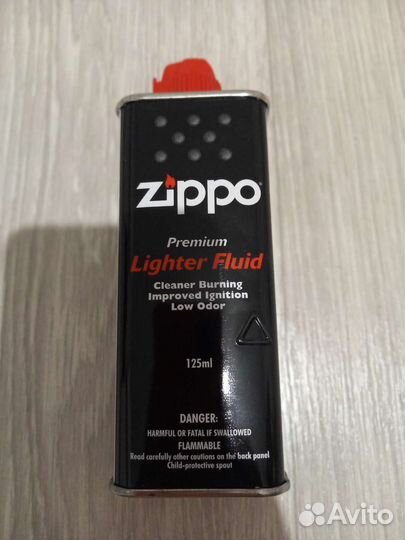 zippo
Premium
Lighter Fluid
Cleaner Burning
Improved Ignition
Low Odor
125ml
DANGER:
HARMFUL OR FATAL IF SWALLOWED
FLAMMABLE
Read carefully other cautions on the back panel
Child-protective spout
Avito